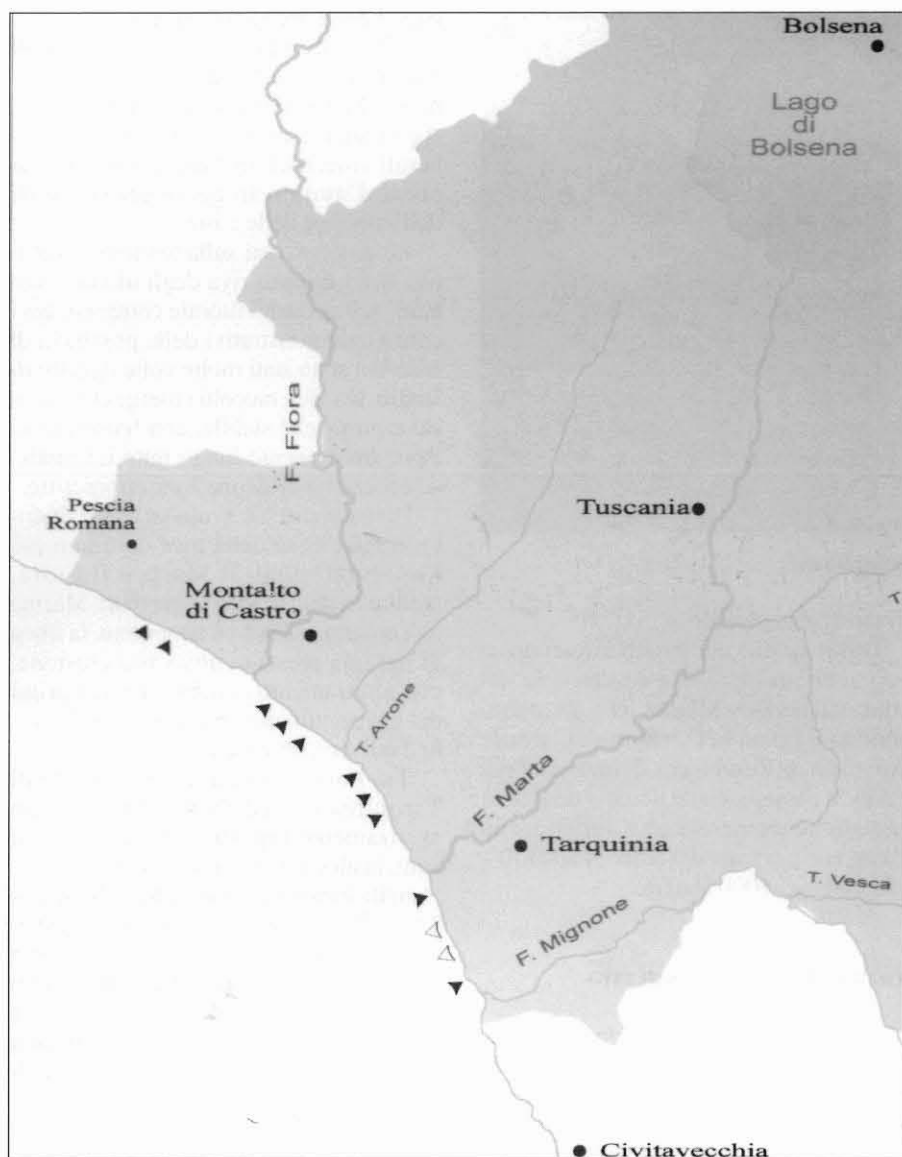 Bolsena
Lago
di
Bolsena
F. Fiora
Pescia
Romana
Tuscania
Montalto
di Castro
T.
T. Arrone
F. Marta
Tarquinia
T. Vesca
F. Mignone
Civitavecchia